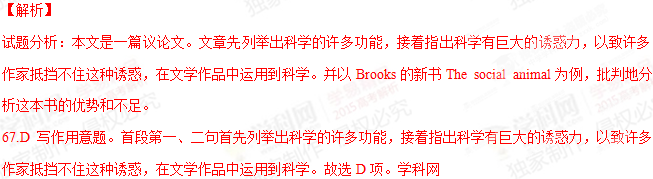 【解析】
试题分析：本文是一篇议论文。文章先列举出科学的许多功能，接着指出科学有巨大的诱惑力，以致许多
作家抵挡不住这种诱惑，在文学作品中运用到科学。并以 Brooks 的新书 The social animal 为例，批判地分
析这本书的优势和不足。
67.D 写作用意题。首段第一、二句首先列举出科学的许多功能，接着指出科学有巨大的诱惑力，以致许多
作家抵挡不住这种诱惑，在文学作品中运用到科学。故选 D 项。学科网